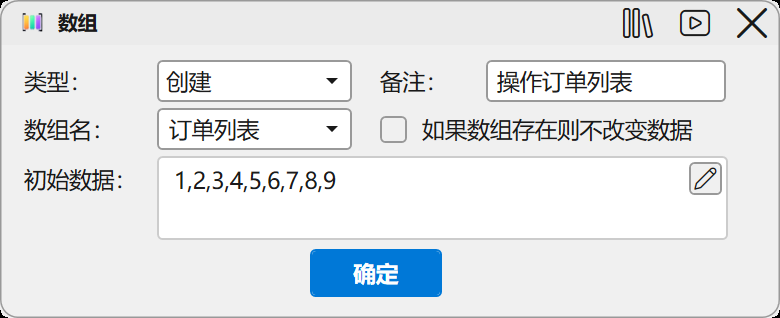 数组
类型： 创建 备注： 操作订单列表
数组名： 订单列表 如果数组存在则不改变数据
初始数据： 1,2,3,4,5,6,7,8,9
确定